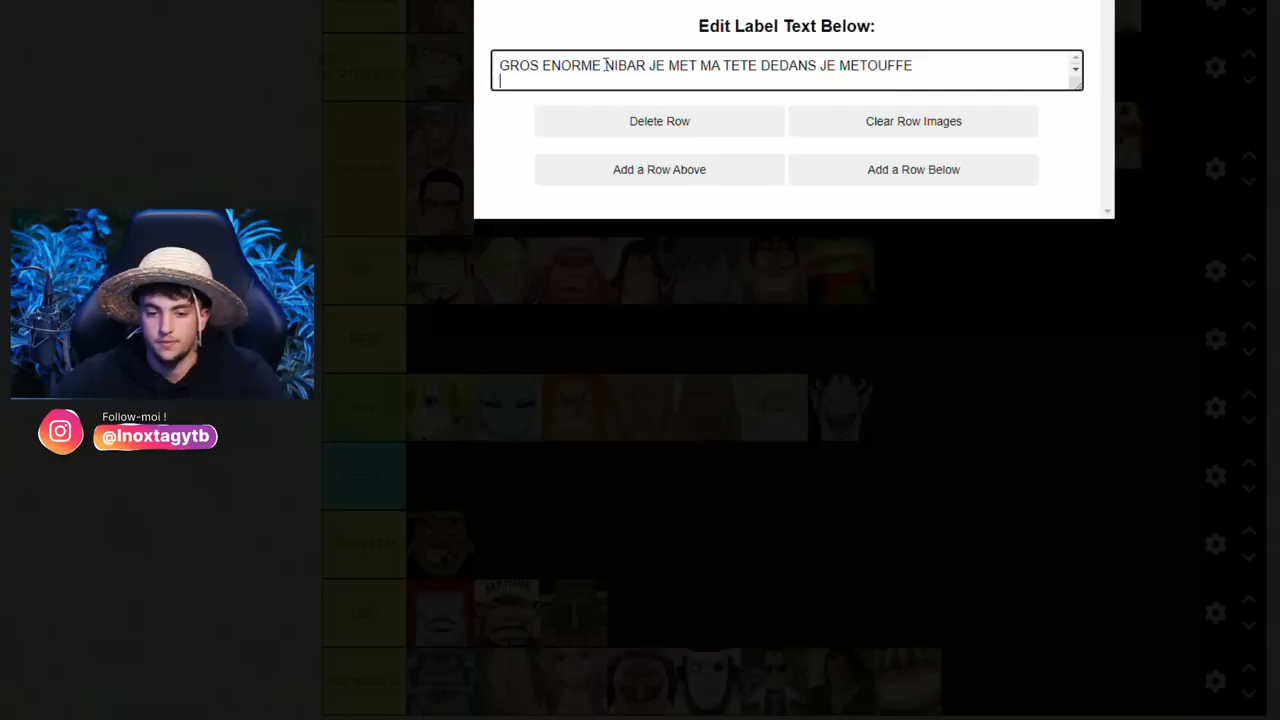 Edit Label Text Below:
GROS ENORME NIBAR JE MET MA TETE DEDANS JE METOUFFE
Delete Row
Clear Row Images
Add a Row Above
Add a Row Below
Follow-moi !
@Inoxtagytb